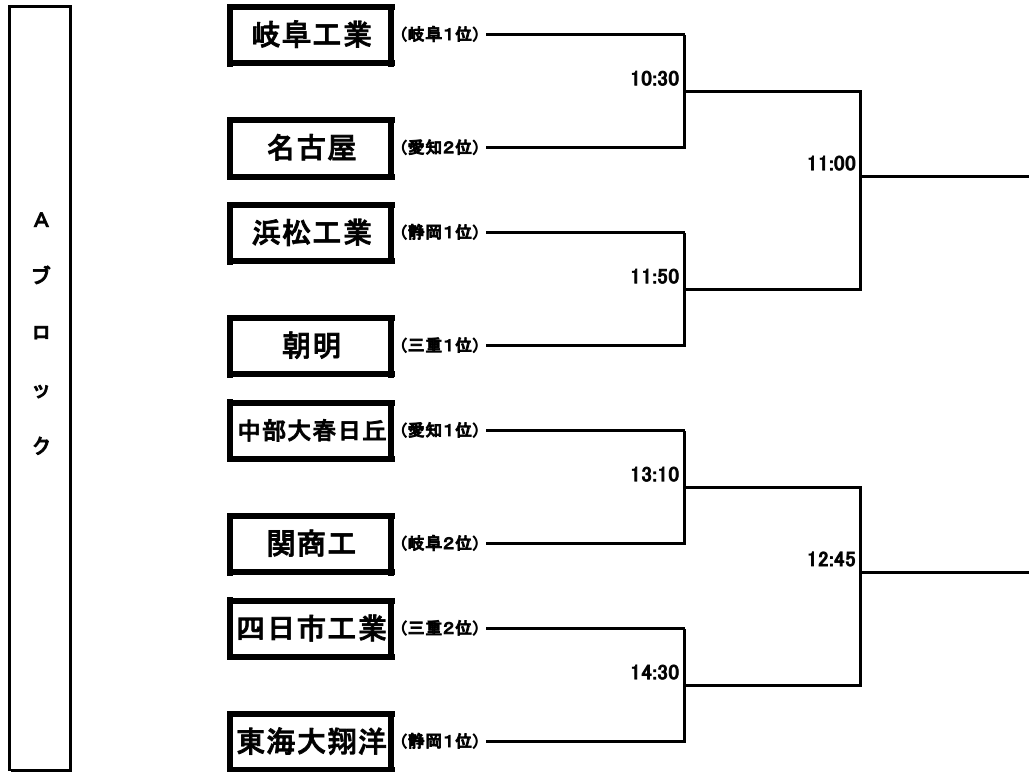 Aブロック
岐阜工業 (岐阜1位)
10:30
名古屋 (愛知2位)
11:00
浜松工業 (静岡1位)
11:50
朝明 (三重1位)
中部大春日丘 (愛知1位)
13:10
関商工 (岐阜2位)
12:45
四日市工業 (三重2位)
14:30
東海大翔洋 (静岡1位)